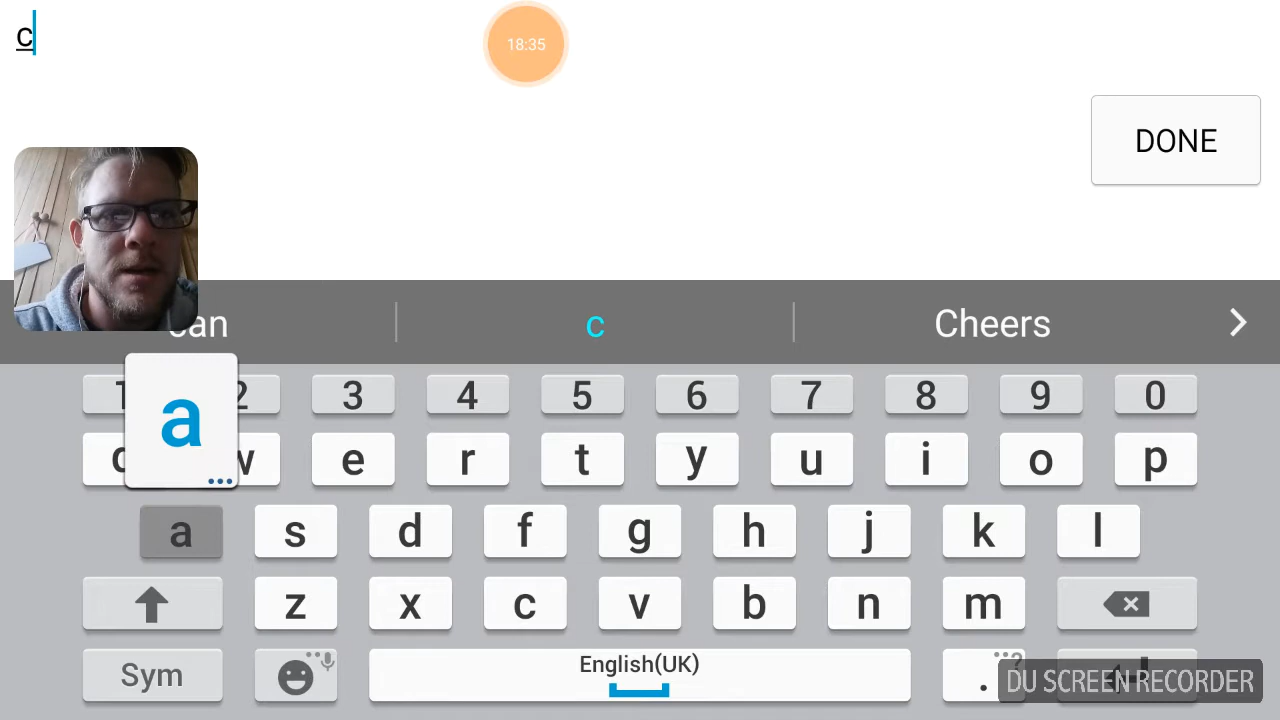 c
18:35
DONE
can
c
Cheers
a
1 2 3 4 5 6 7 8 9 0
q w e r t y u i o p
a s d f g h j k l
z x c v b n m
English(UK)
Sym . ?
DU SCREEN RECORDER